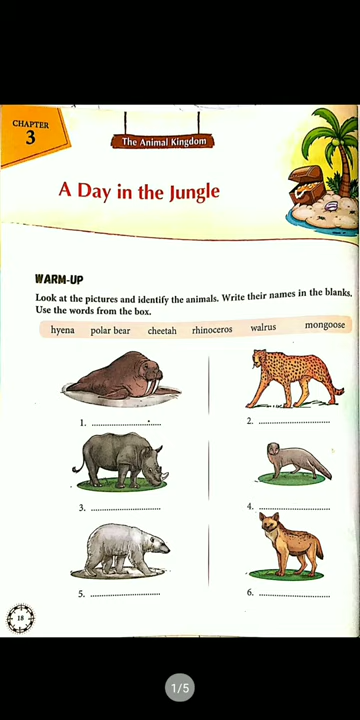 CHAPTER
3
The Animal Kingdom
A Day in the Jungle
WARM-UP
Look at the pictures and identify the animals. Write their names in the blanks.
Use the words from the box.
hyena polar bear cheetah rhinoceros walrus mongoose
1. ........................
2. ........................
3. ........................
4. ........................
5. ........................
6. ........................
18
1/5